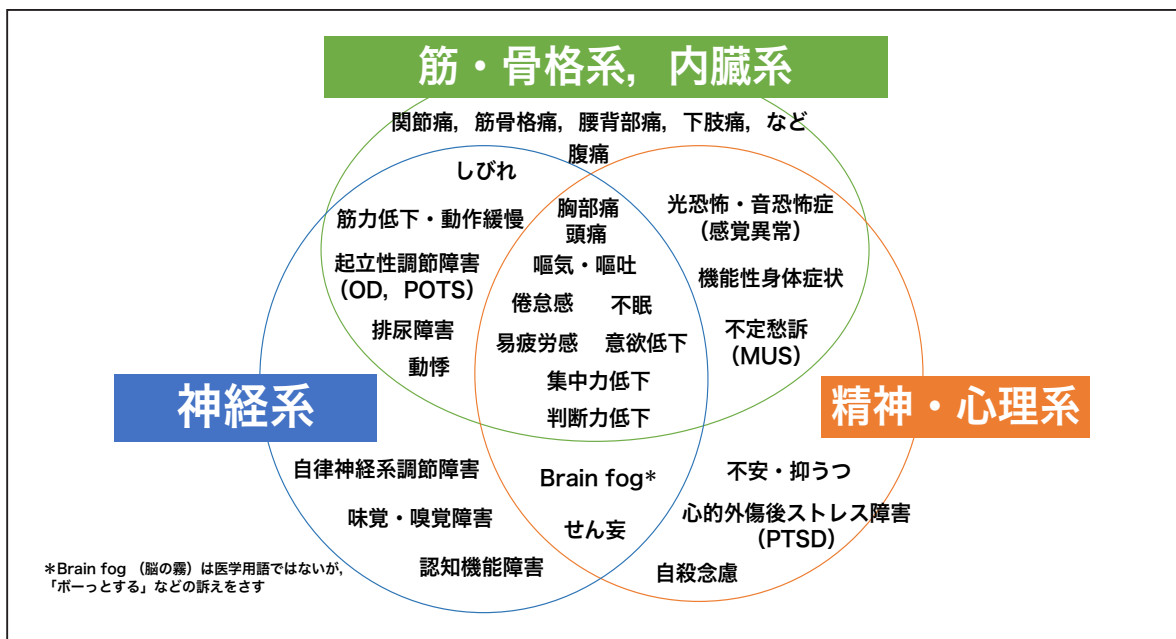 筋・骨格系，内臓系
関節痛，筋骨格痛，腰背部痛，下肢痛，など
腹痛
しびれ
筋力低下・動作緩慢
起立性調節障害
（OD，POTS）
排尿障害
動悸
胸部痛
頭痛
嘔気・嘔吐
倦怠感　不眠
易疲労感　意欲低下
集中力低下
判断力低下
光恐怖・音恐怖症
（感覚異常）
機能性身体症状
不定愁訴
（MUS）
神経系
精神・心理系
自律神経系調節障害
味覚・嗅覚障害
認知機能障害
Brain fog＊
せん妄
不安・抑うつ
心的外傷後ストレス障害
（PTSD）
自殺念慮
＊Brain fog （脳の霧）は医学用語ではないが，
「ボーっとする」などの訴えをさす